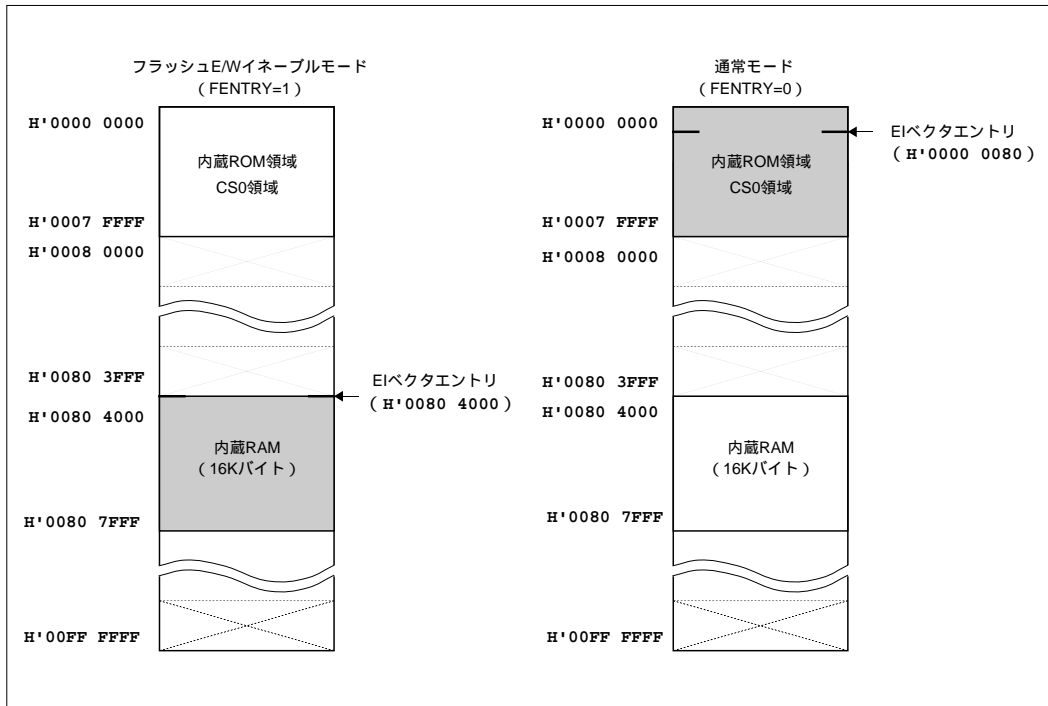 フラッシュE/Wイネーブルモード
（FENTRY=1）
H'0000 0000
内蔵ROM領域
CS0領域
H'0007 FFFF
H'0008 0000
H'0080 3FFF
EIベクタエントリ
（H'0080 4000）
H'0080 4000
内蔵RAM
（16Kバイト）
H'0080 7FFF
H'00FF FFFF
通常モード
（FENTRY=0）
H'0000 0000
EIベクタエントリ
（H'0000 0080）
内蔵ROM領域
CS0領域
H'0007 FFFF
H'0008 0000
H'0080 3FFF
H'0080 4000
内蔵RAM
（16Kバイト）
H'0080 7FFF
H'00FF FFFF